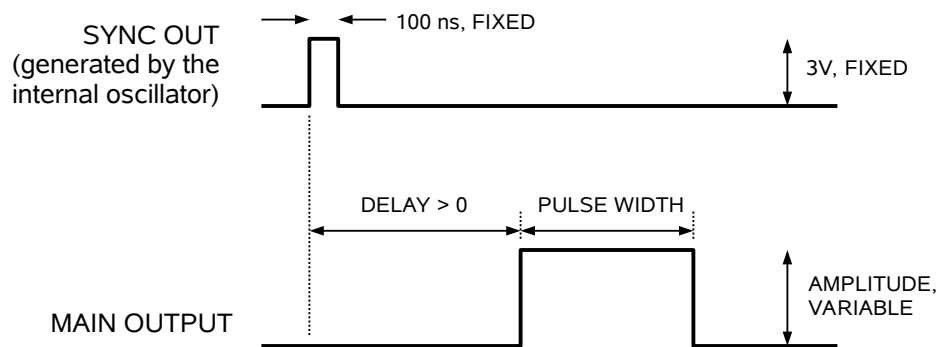 100 ns, FIXED
SYNC OUT
(generated by the
internal oscillator)
3V, FIXED
DELAY > 0
PULSE WIDTH
AMPLITUDE,
VARIABLE
MAIN OUTPUT